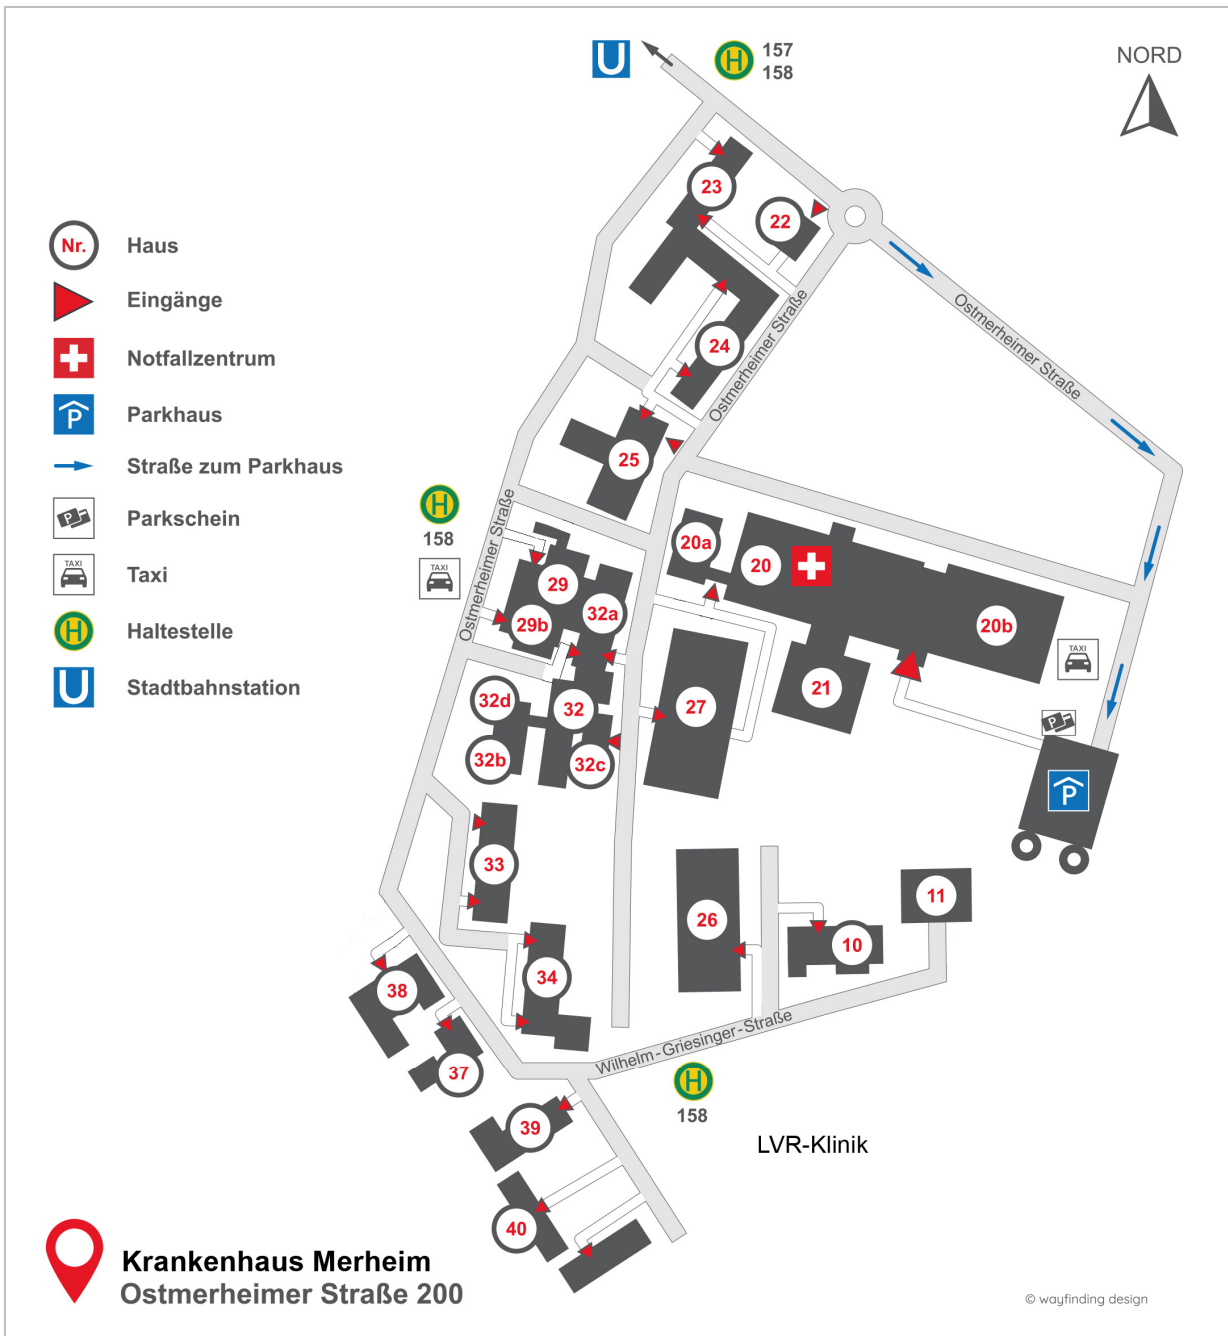 U
H
157
158
NORD
23
22
Nr.
Haus
Eingänge
Notfallzentrum
P
Parkhaus
Straße zum Parkhaus
P
Parkschein
TAXI
Taxi
H
Haltestelle
U
Stadtbahnstation
24
Ostmerheimer Straße
Ostmerheimer Straße
25
H
158
TAXI
Ostmerheimer Straße
20a
20
20b
29
29b
32a
TAXI
21
27
32d
32
32b
32c
P
P
33
26
11
10
34
38
37
Wilhelm-Griesinger-Straße
H
158
39
LVR-Klinik
40
Krankenhaus Merheim
Ostmerheimer Straße 200
© wayfinding design